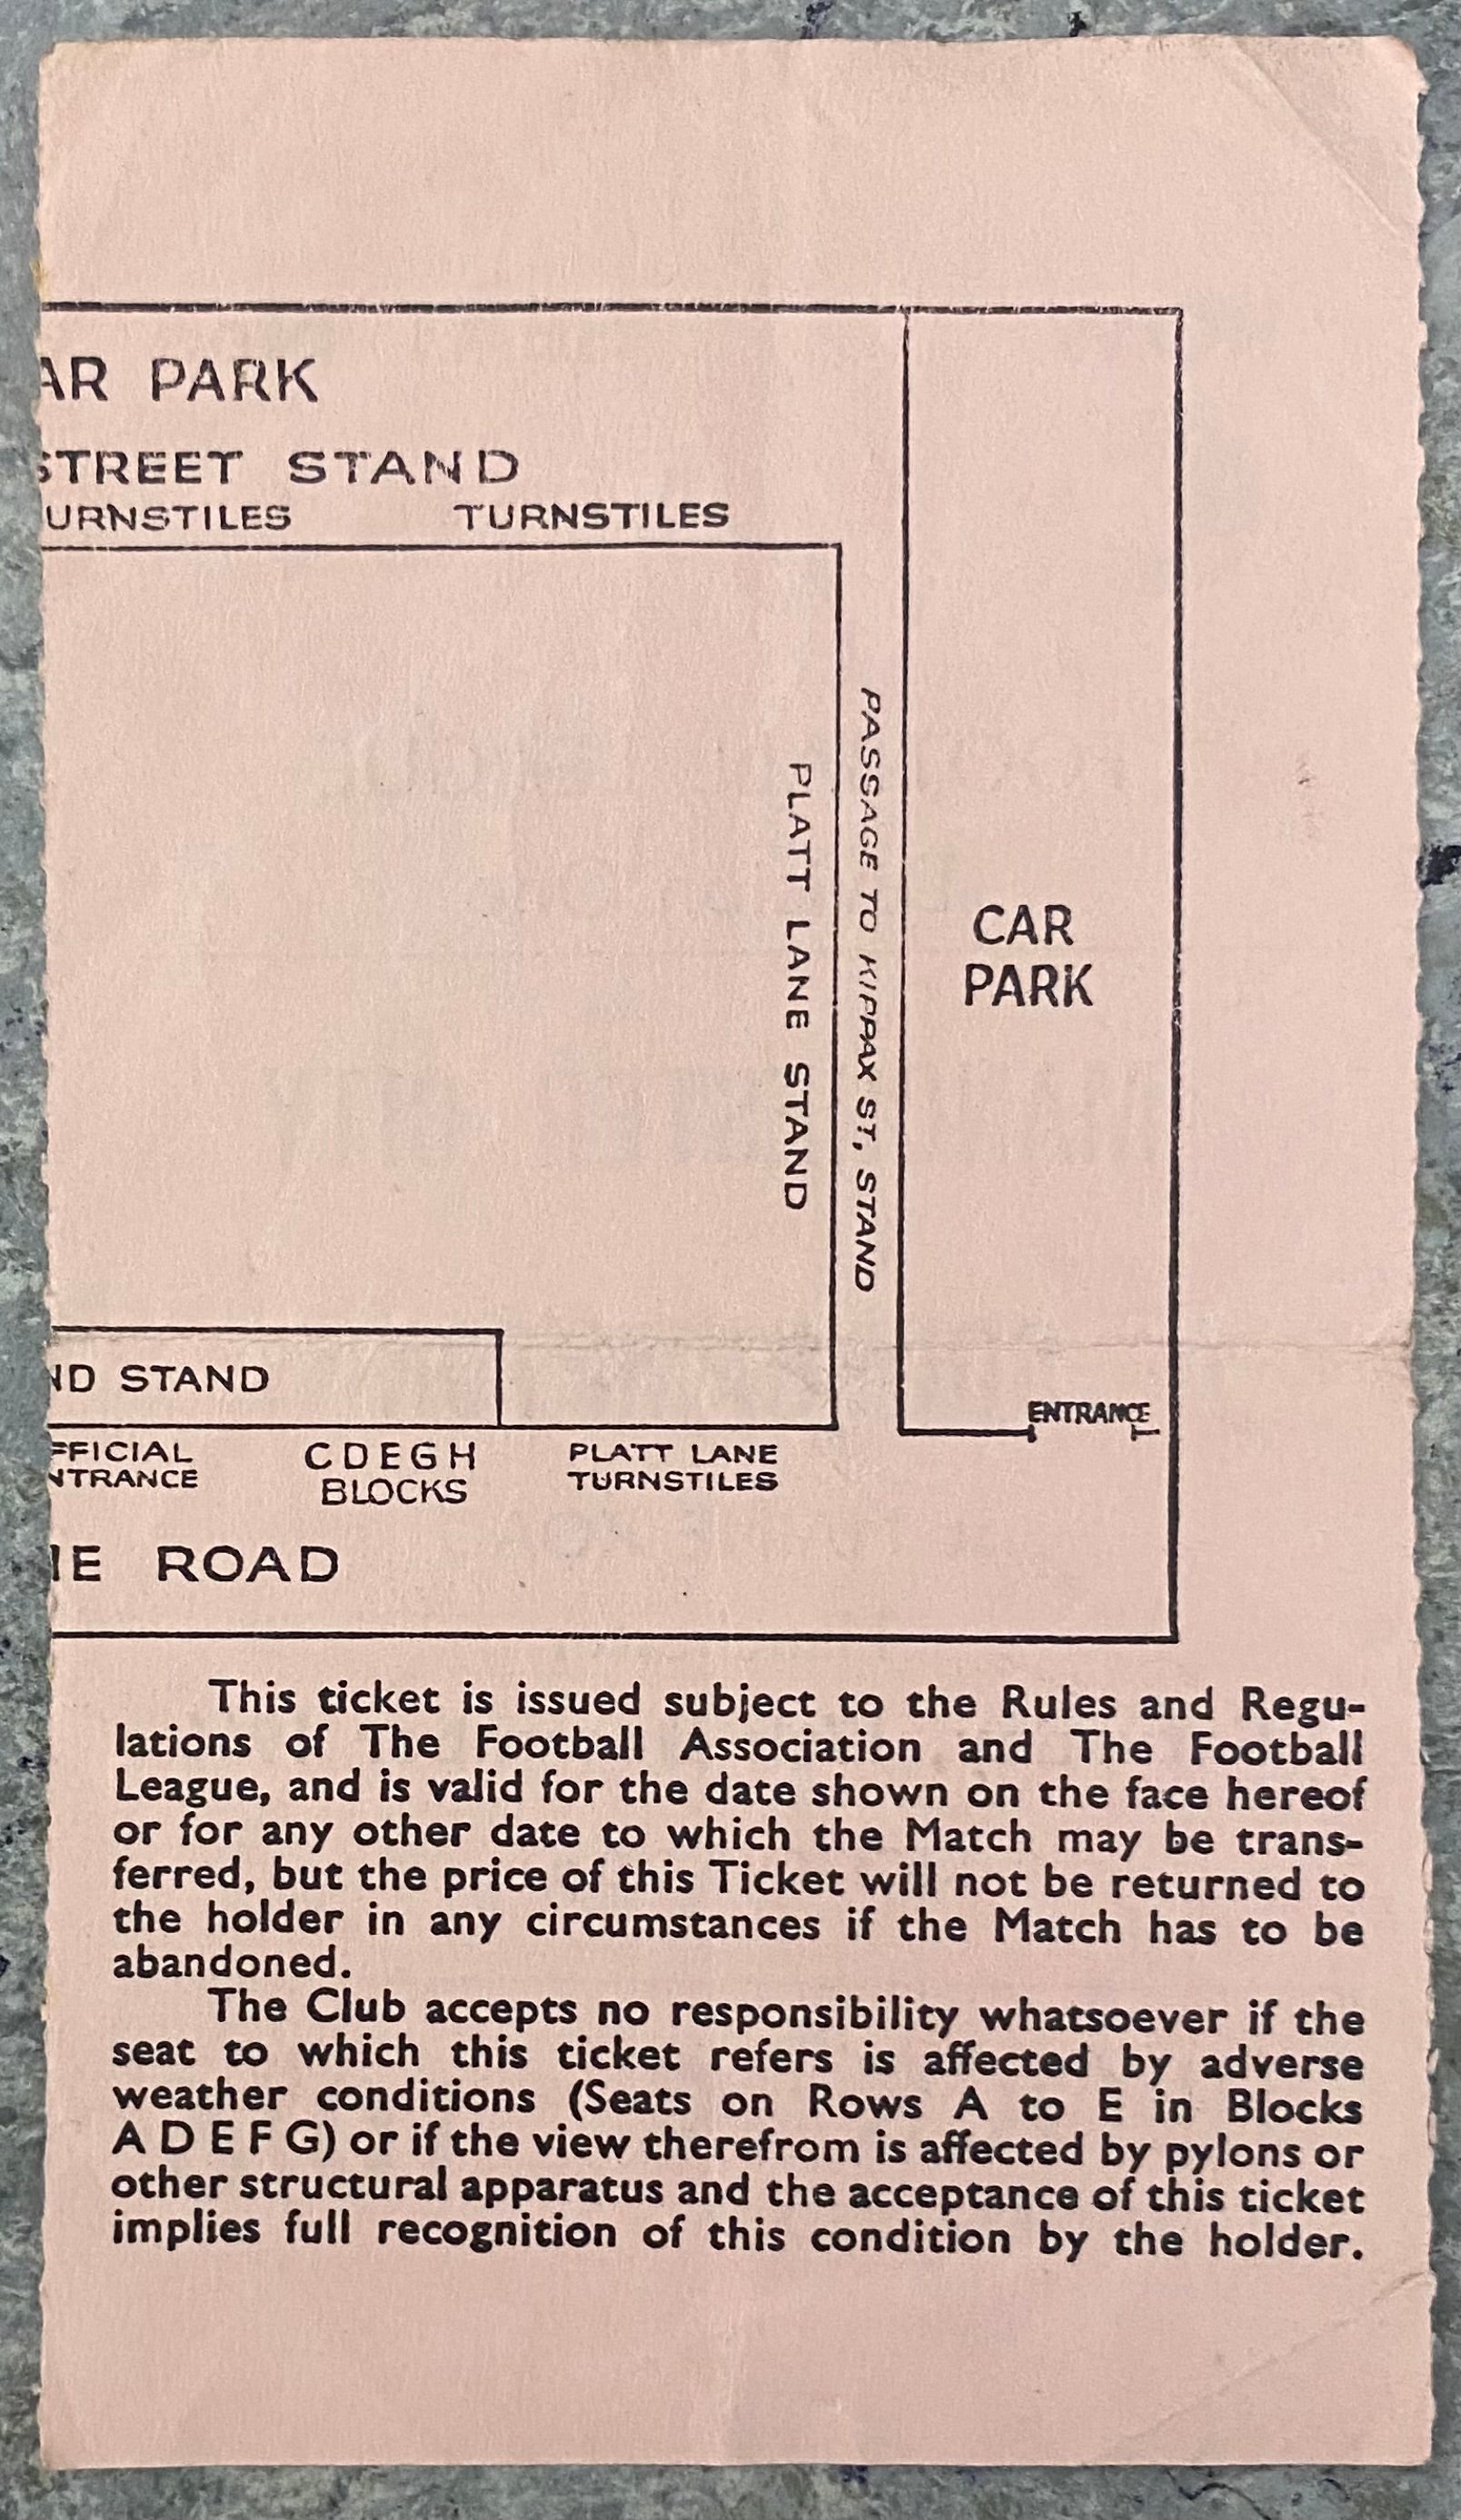 AR PARK
STREET STAND
URNSTILES TURNSTILES
PLATT LANE STAND
PASSAGE TO KIPPAX ST, STAND
CAR
PARK
ENTRANCE
ND STAND
FFICIAL
NTRANCE
C D E G H
BLOCKS
PLATT LANE
TURNSTILES
NE ROAD
This ticket is issued subject to the Rules and Regu-
lations of The Football Association and The Football
League, and is valid for the date shown on the face hereof
or for any other date to which the Match may be trans-
ferred, but the price of this Ticket will not be returned to
the holder in any circumstances if the Match has to be
abandoned.
The Club accepts no responsibility whatsoever if the
seat to which this ticket refers is affected by adverse
weather conditions (Seats on Rows A to E in Blocks
A D E F G) or if the view therefrom is affected by pylons or
other structural apparatus and the acceptance of this ticket
implies full recognition of this condition by the holder.